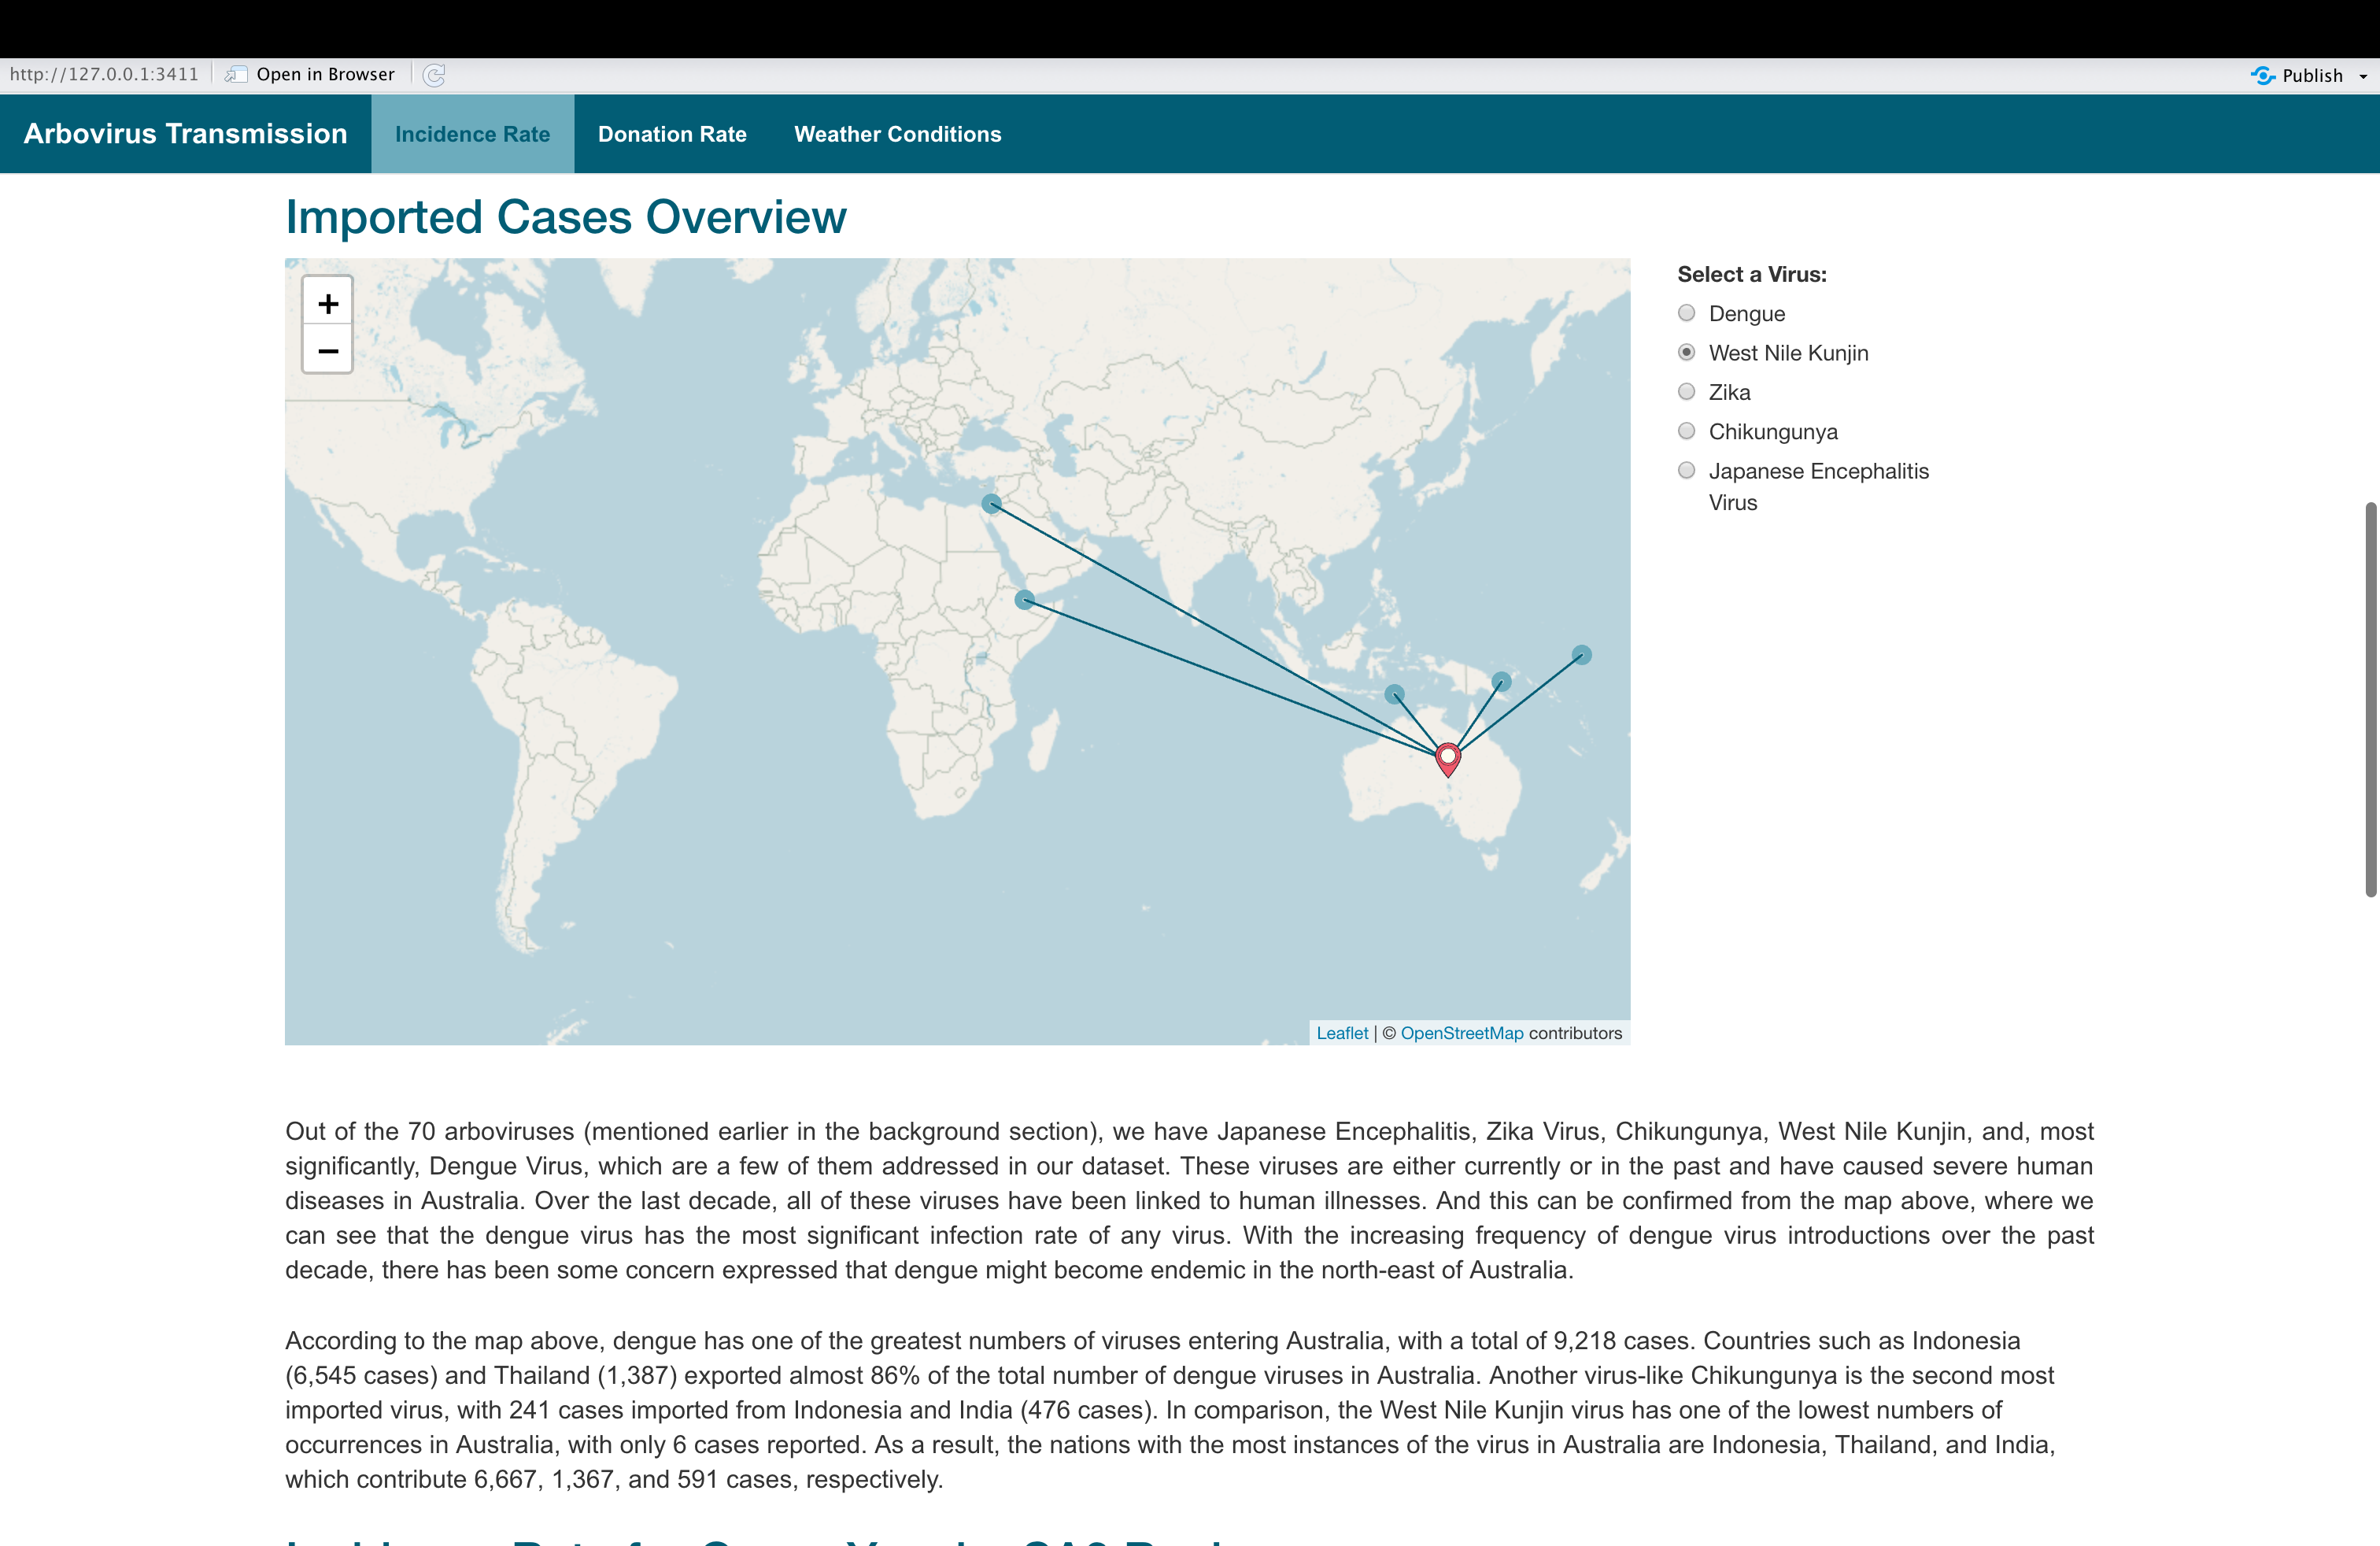 http://127.0.0.1:3411 Open in Browser Publish
Arbovirus Transmission Incidence Rate Donation Rate Weather Conditions
Imported Cases Overview
+
−
Select a Virus:
Dengue
West Nile Kunjin
Zika
Chikungunya
Japanese Encephalitis
Virus
Leaflet | © OpenStreetMap contributors
Out of the 70 arboviruses (mentioned earlier in the background section), we have Japanese Encephalitis, Zika Virus, Chikungunya, West Nile Kunjin, and, most
significantly, Dengue Virus, which are a few of them addressed in our dataset. These viruses are either currently or in the past and have caused severe human
diseases in Australia. Over the last decade, all of these viruses have been linked to human illnesses. And this can be confirmed from the map above, where we
can see that the dengue virus has the most significant infection rate of any virus. With the increasing frequency of dengue virus introductions over the past
decade, there has been some concern expressed that dengue might become endemic in the north-east of Australia.
According to the map above, dengue has one of the greatest numbers of viruses entering Australia, with a total of 9,218 cases. Countries such as Indonesia
(6,545 cases) and Thailand (1,387) exported almost 86% of the total number of dengue viruses in Australia. Another virus-like Chikungunya is the second most
imported virus, with 241 cases imported from Indonesia and India (476 cases). In comparison, the West Nile Kunjin virus has one of the lowest numbers of
occurrences in Australia, with only 6 cases reported. As a result, the nations with the most instances of the virus in Australia are Indonesia, Thailand, and India,
which contribute 6,667, 1,367, and 591 cases, respectively.